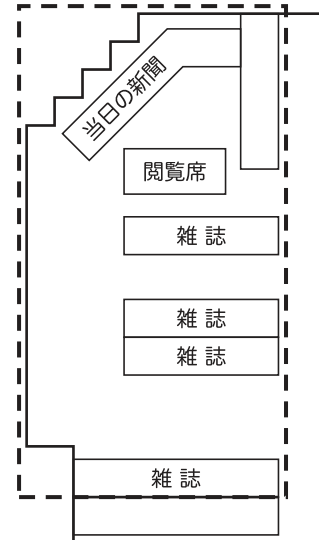 当日の新聞
閲覧席
雑 誌
雑 誌
雑 誌
雑 誌